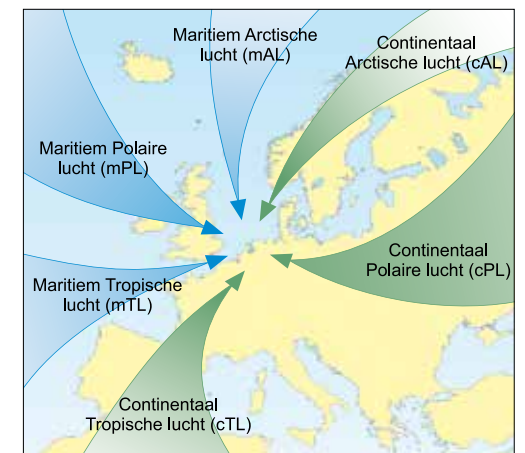 Maritiem Arctische
lucht (mAL)
Continentaal
Arctische lucht (cAL)
Maritiem Polaire
lucht (mPL)
Continentaal
Polaire lucht (cPL)
Maritiem Tropische
lucht (mTL)
Continentaal
Tropische lucht (cTL)